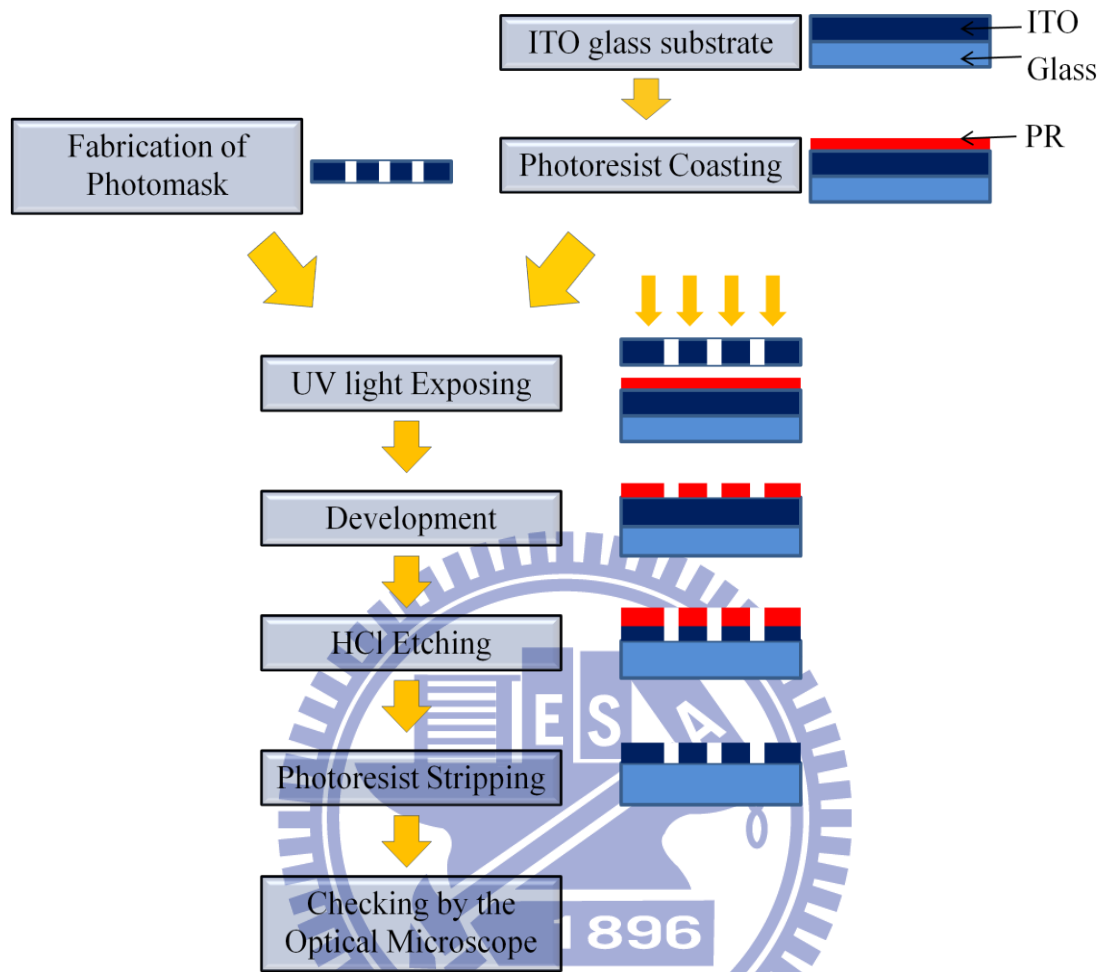 ITO glass substrate
ITO
Glass
Fabrication of
Photomask
Photoresist Coasting
PR
UV light Exposing
Development
HCl Etching
E S A
Photoresist Stripping
Checking by the
Optical Microscope
1896